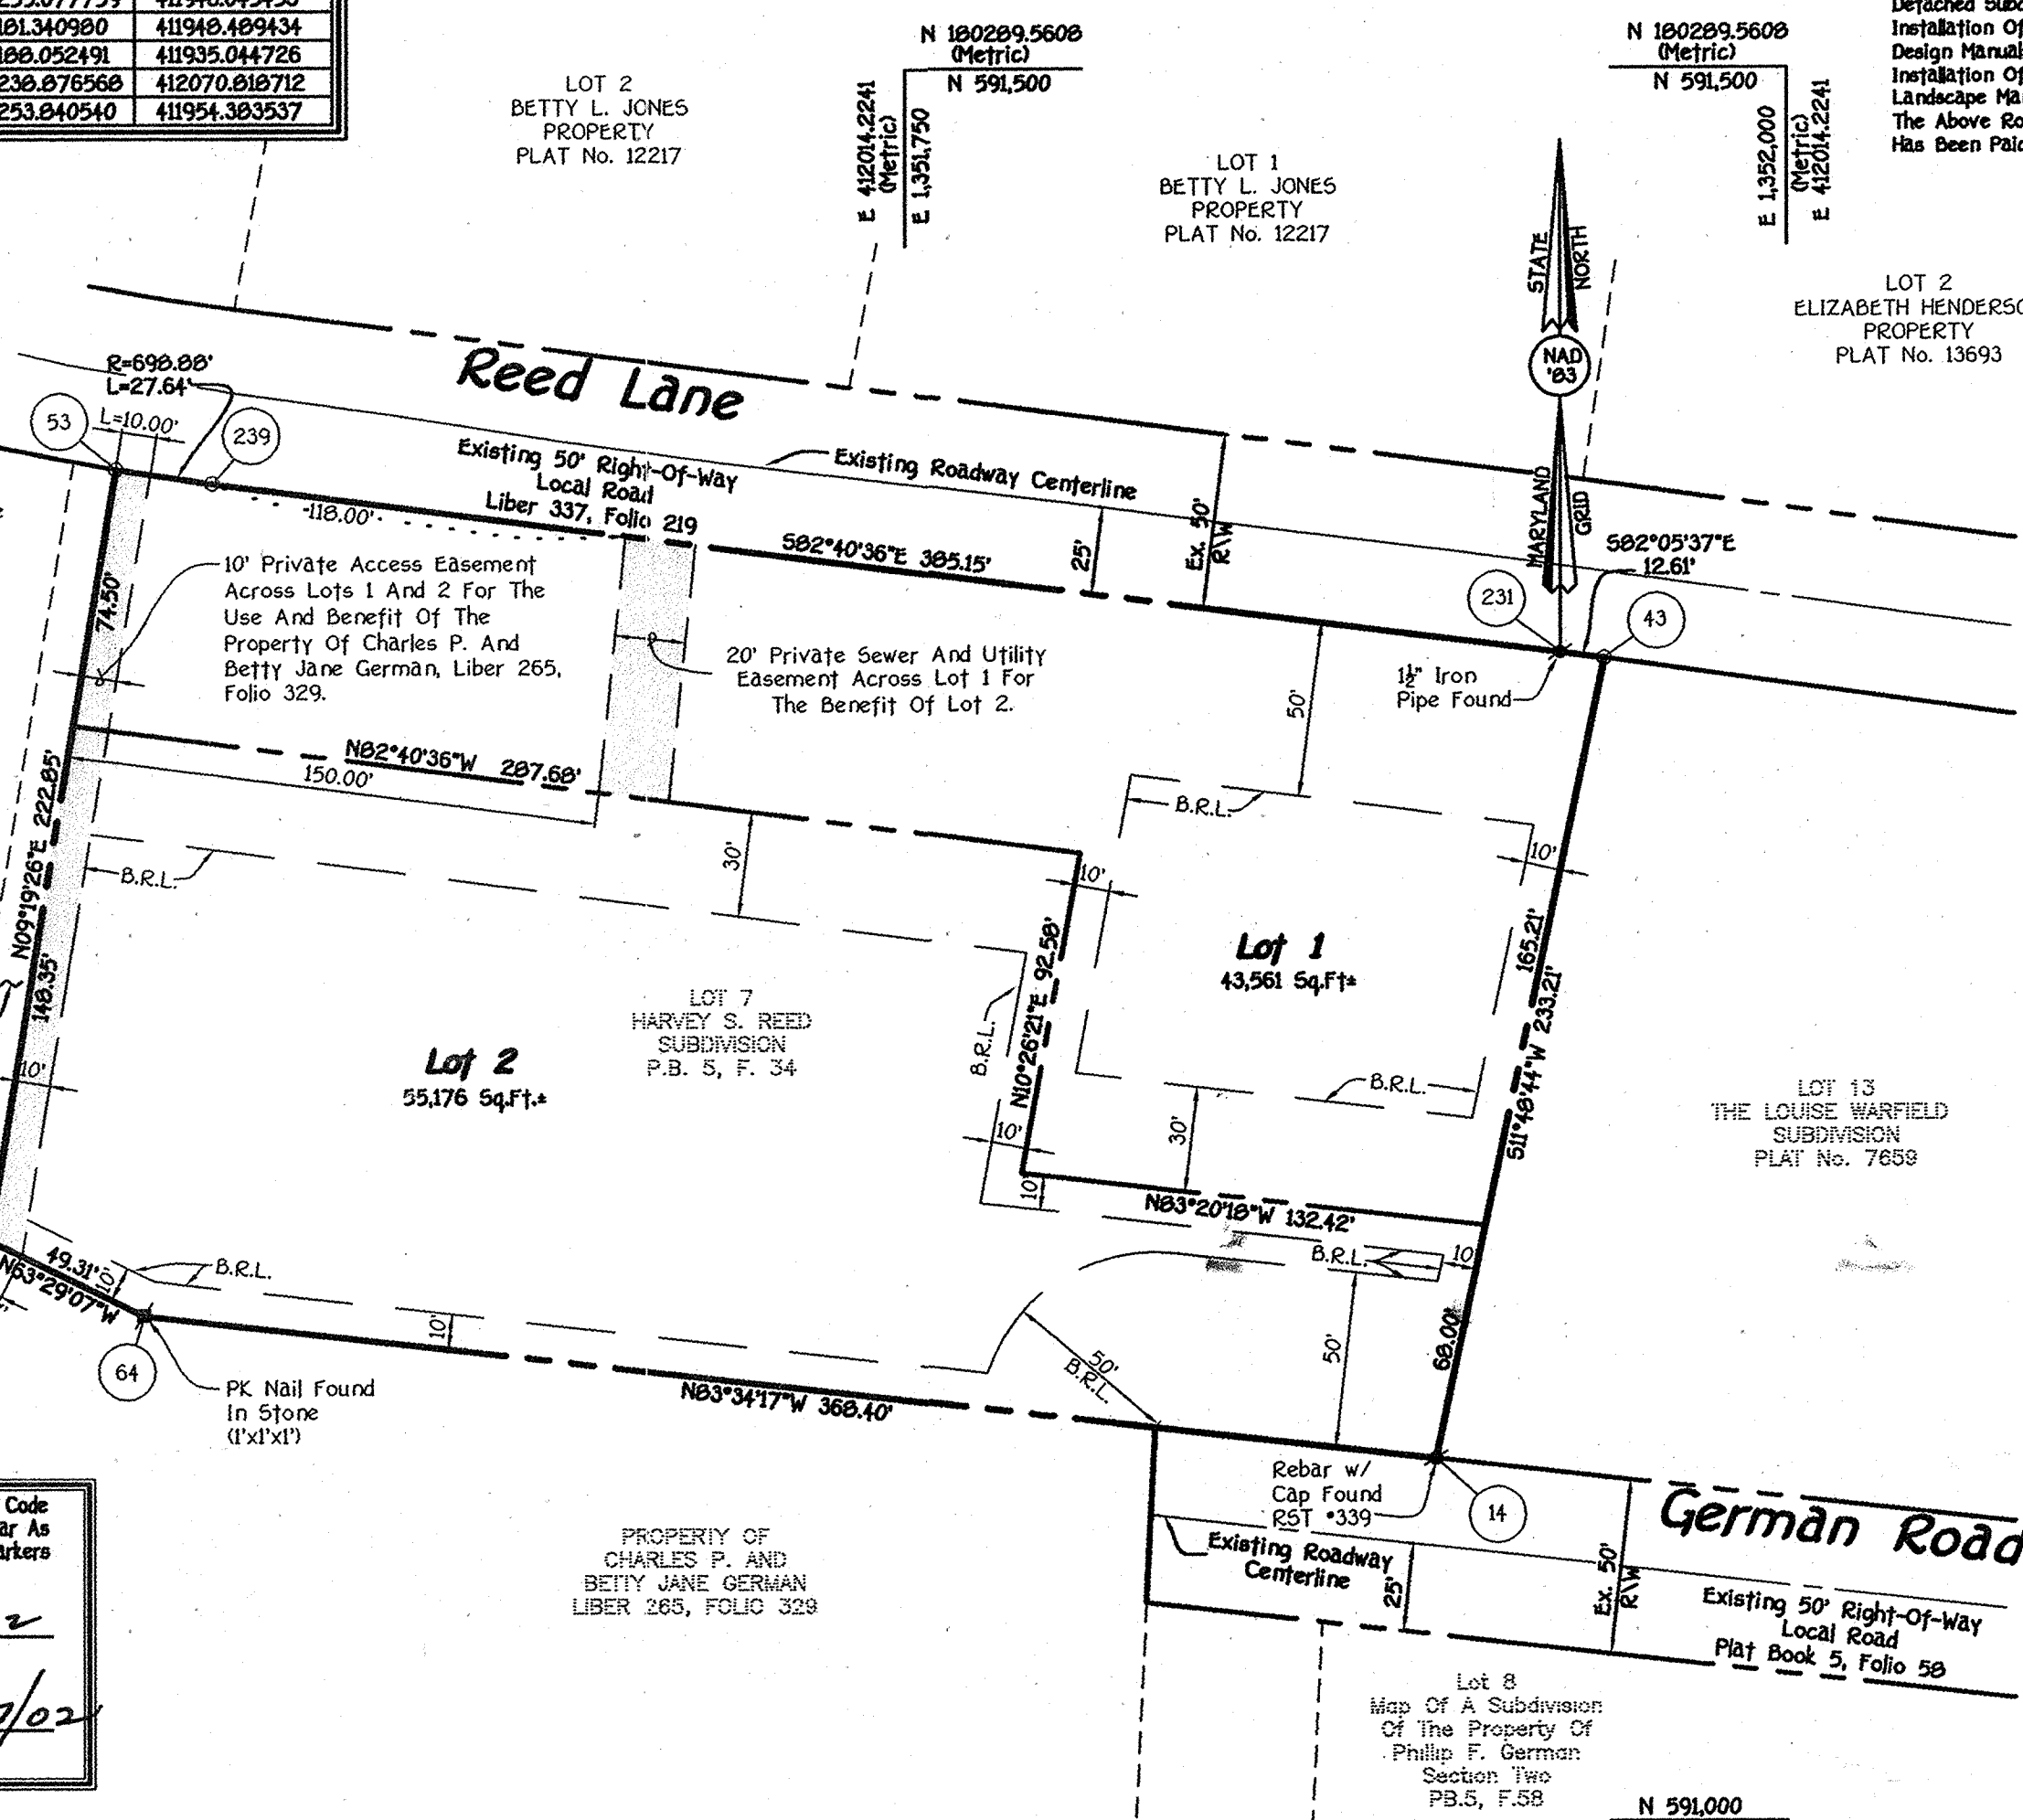 411948.489434
181.340980
188.052491 411935.044726
238.876568 412070.818712
253.840540 411954.383537
LOT 2
BETTY L. JONES
PROPERTY
PLAT No. 12217
N 180289.5608
(Metric)
N 591,500
E 412014.2241
(Metric)
E 1,351,750
LOT 1
BETTY L. JONES
PROPERTY
PLAT No. 12217
N 180289.5608
(Metric)
N 591,500
E 1,352,000
(Metric)
E 412014.2241
Installation Of
Design Manual
Installation Of
Landscape Ma
The Above Ro
Has Been Paid
STATE
NORTH
NAD
'83
MARYLAND
GRID
LOT 2
ELIZABETH HENDERSO
PROPERTY
PLAT No. 13693
R=698.88'
L=27.64'
L=10.00'
53
239
Reed Lane
Existing 50' Right-Of-Way
Local Road
Liber 337, Folio 219
Existing Roadway Centerline
118.00'
S82°40'36"E 385.15'
25'
Ex. 50'
R\W
S82°05'37"E
12.61'
231
43
1½" Iron
Pipe Found
74.50'
10' Private Access Easement
Across Lots 1 And 2 For The
Use And Benefit Of The
Property Of Charles P. And
Betty Jane German, Liber 265,
Folio 329.
20' Private Sewer And Utility
Easement Across Lot 1 For
The Benefit Of Lot 2.
50'
N82°40'36"W 287.68'
150.00'
B.R.L.
10'
B.R.L.
30'
10'
N09°19'26"E 222.85'
148.35'
10'
Lot 1
43,561 Sq.Ft±
165.21'
S11°48'44"W 233.21'
N10°26'21"E 92.58'
B.R.L.
10'
LOT 7
HARVEY S. REED
SUBDIVISION
P.B. 5, F. 34
Lot 2
55,176 Sq.Ft.±
B.R.L.
30'
LOT 13
THE LOUISE WARFIELD
SUBDIVISION
PLAT No. 7659
10'
N83°20'18"W 132.42'
B.R.L.
10
49.31'
10'
N63°29'07"W
B.R.L.
10'
64
PK Nail Found
In Stone
(1'x1'x1')
N83°34'17"W 368.40'
50'
B.R.L.
50'
68.00'
Rebar w/
Cap Found
RST #339
14
German Road
Existing Roadway
Centerline
25'
Ex. 50'
R\W
Existing 50' Right-Of-Way
Local Road
Plat Book 5, Folio 58
Code
ar As
arkers
2
/02
PROPERTY OF
CHARLES P. AND
BETTY JANE GERMAN
LIBER 265, FOLIO 329
Lot 8
Map Of A Subdivision
Of The Property Of
Phillip F. German
Section Two
PB.5, F.58
N 591,000